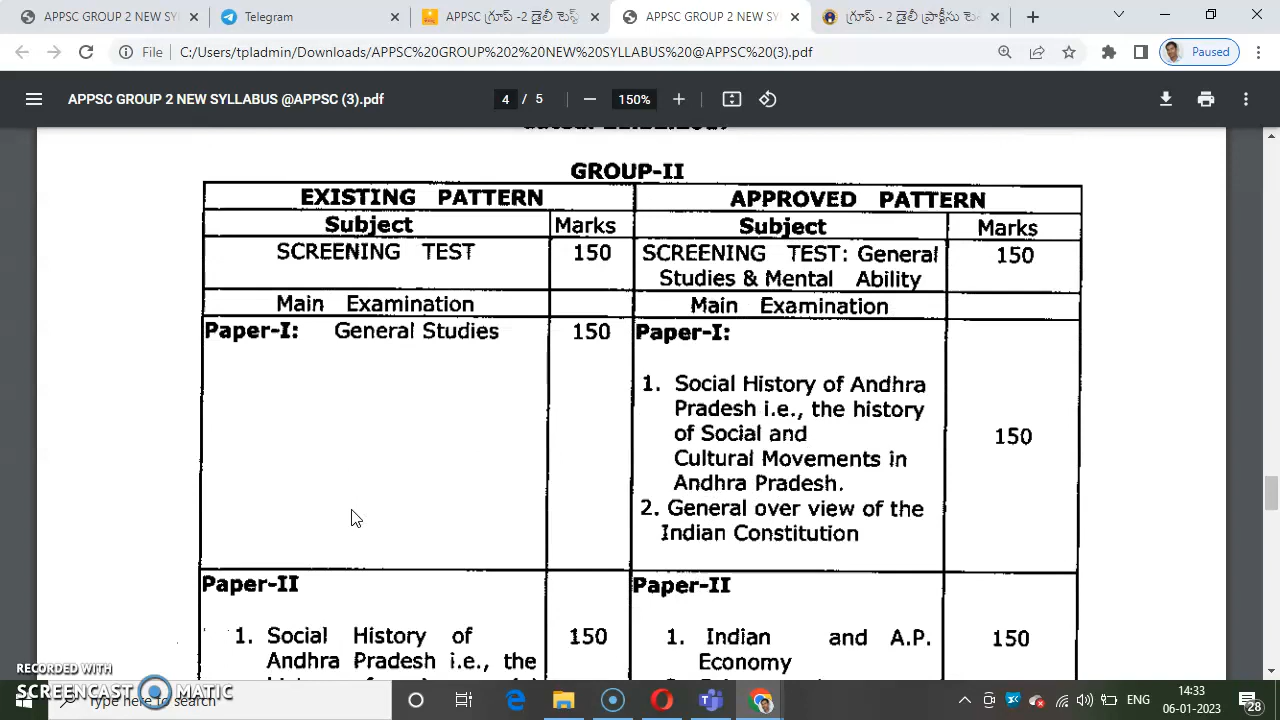 APPSC GROUP 2 NEW SY
Telegram
APPSC గ్రూప్ -2 డైలీ టెస్ట్
APPSC GROUP 2 NEW SY
గ్రూప్ - 2 డైలీ ప్రాక్టీస్
File C:/Users/tpladmin/Downloads/APPSC%20GROUP%202%20NEW%20SYLLABUS%20@APPSC%20(3).pdf
Paused
APPSC GROUP 2 NEW SYLLABUS @APPSC (3).pdf
4 / 5
150%
GROUP-II
EXISTING PATTERN APPROVED PATTERN
Subject Marks Subject Marks
SCREENING TEST 150 SCREENING TEST: General 150
Studies & Mental Ability
Main Examination Main Examination
Paper-I: General Studies 150 Paper-I:
1. Social History of Andhra
Pradesh i.e., the history
of Social and 150
Cultural Movements in
Andhra Pradesh.
2. General over view of the
Indian Constitution
Paper-II Paper-II
1. Social History of 150 1. Indian and A.P. 150
Andhra Pradesh i.e., the Economy
RECORDED WITH
SCREENCAST MATIC
Type here to search
ENG
14:33
06-01-2023
28